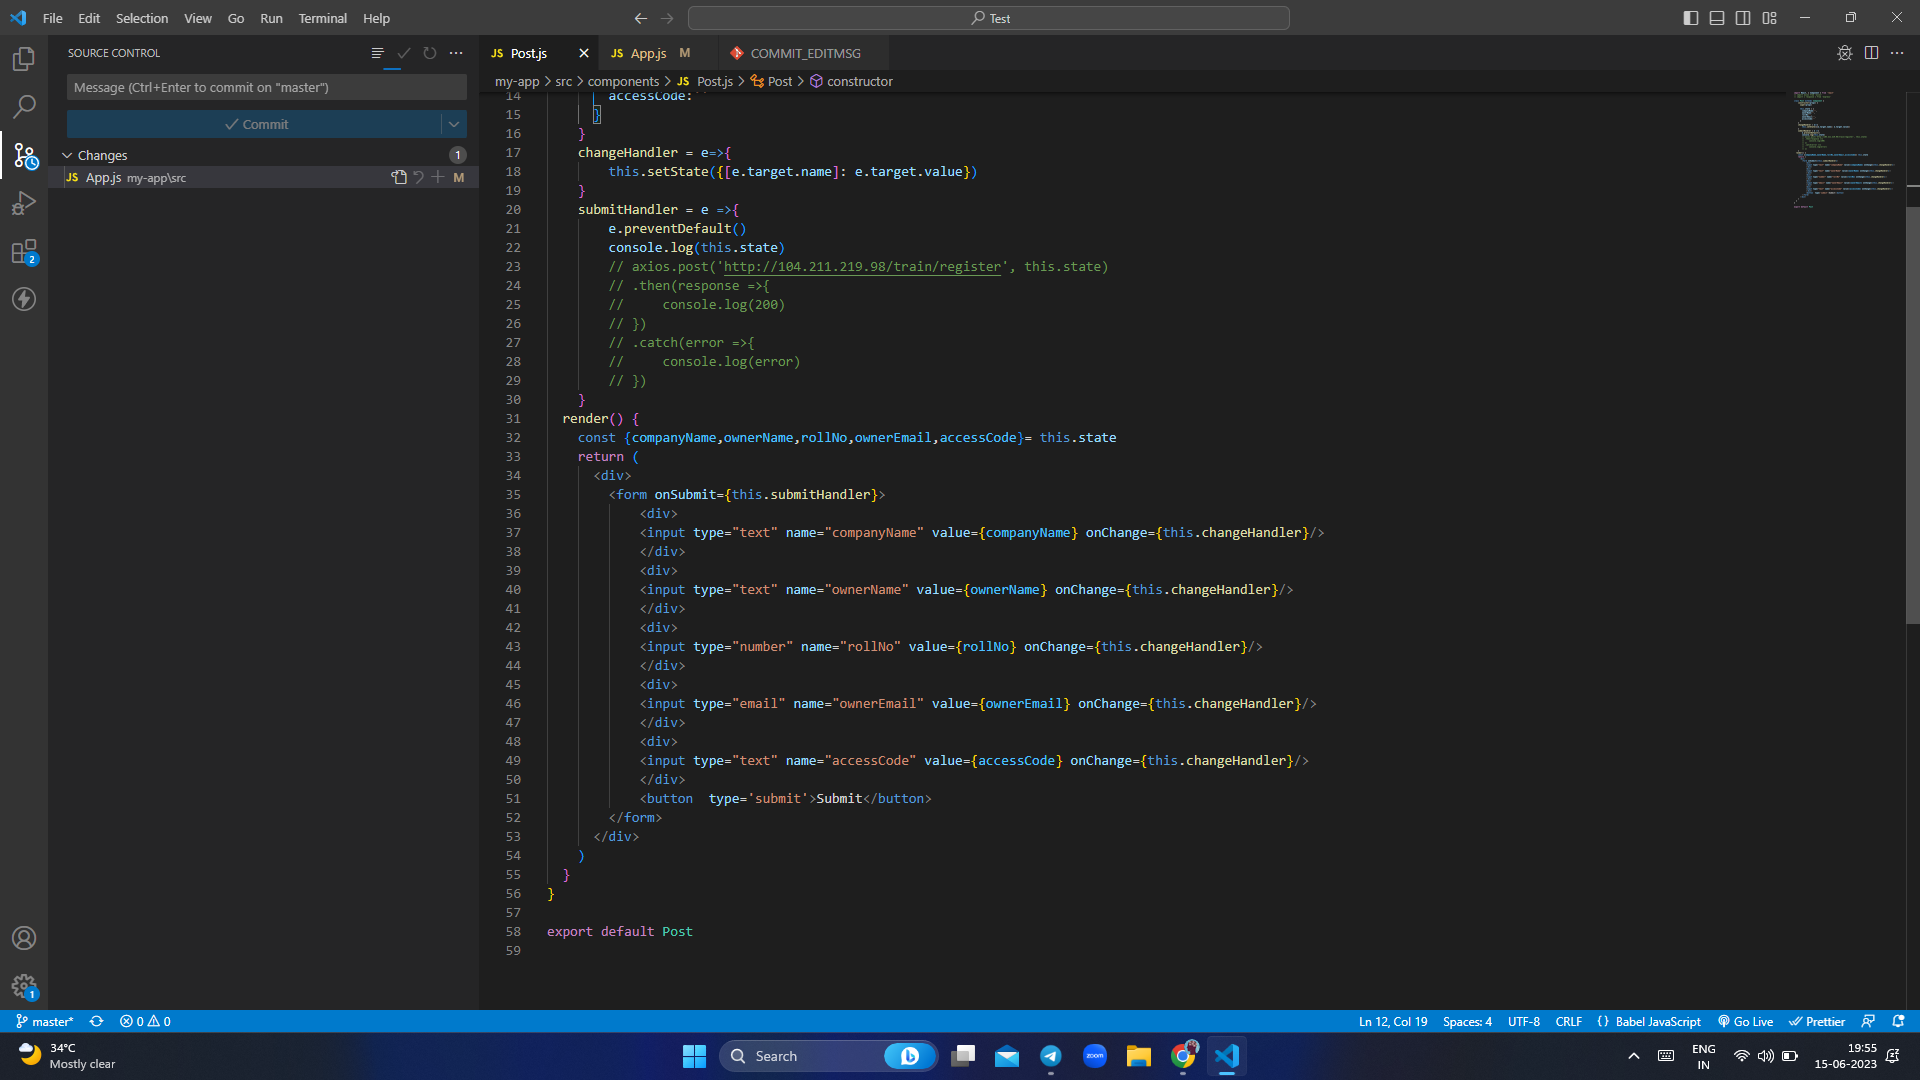 File Edit Selection View Go Run Terminal Help
Test
SOURCE CONTROL
Message (Ctrl+Enter to commit on "master")
Commit
Changes
1
JS App.js my-app\src
M
2
1
JS Post.js
JS App.js M
COMMIT_EDITMSG
my-app > src > components > JS Post.js > Post > constructor
14 accessCode:''
15 }
16 }
17 changeHandler = e=>{
18 this.setState({[e.target.name]: e.target.value})
19 }
20 submitHandler = e =>{
21 e.preventDefault()
22 console.log(this.state)
23 // axios.post('http://104.211.219.98/train/register', this.state)
24 // .then(response =>{
25 // console.log(200)
26 // })
27 // .catch(error =>{
28 // console.log(error)
29 // })
30 }
31 render() {
32 const {companyName,ownerName,rollNo,ownerEmail,accessCode}= this.state
33 return (
34 <div>
35 <form onSubmit={this.submitHandler}>
36 <div>
37 <input type="text" name="companyName" value={companyName} onChange={this.changeHandler}/>
38 </div>
39 <div>
40 <input type="text" name="ownerName" value={ownerName} onChange={this.changeHandler}/>
41 </div>
42 <div>
43 <input type="number" name="rollNo" value={rollNo} onChange={this.changeHandler}/>
44 </div>
45 <div>
46 <input type="email" name="ownerEmail" value={ownerEmail} onChange={this.changeHandler}/>
47 </div>
48 <div>
49 <input type="text" name="accessCode" value={accessCode} onChange={this.changeHandler}/>
50 </div>
51 <button  type='submit'>Submit</button>
52 </form>
53 </div>
54 )
55 }
56 }
57
58 export default Post
59
master* 0 0
Ln 12, Col 19 Spaces: 4 UTF-8 CRLF {} Babel JavaScript Go Live Prettier
34°C
Mostly clear
Search
zoom
ENG
IN
19:55
15-06-2023